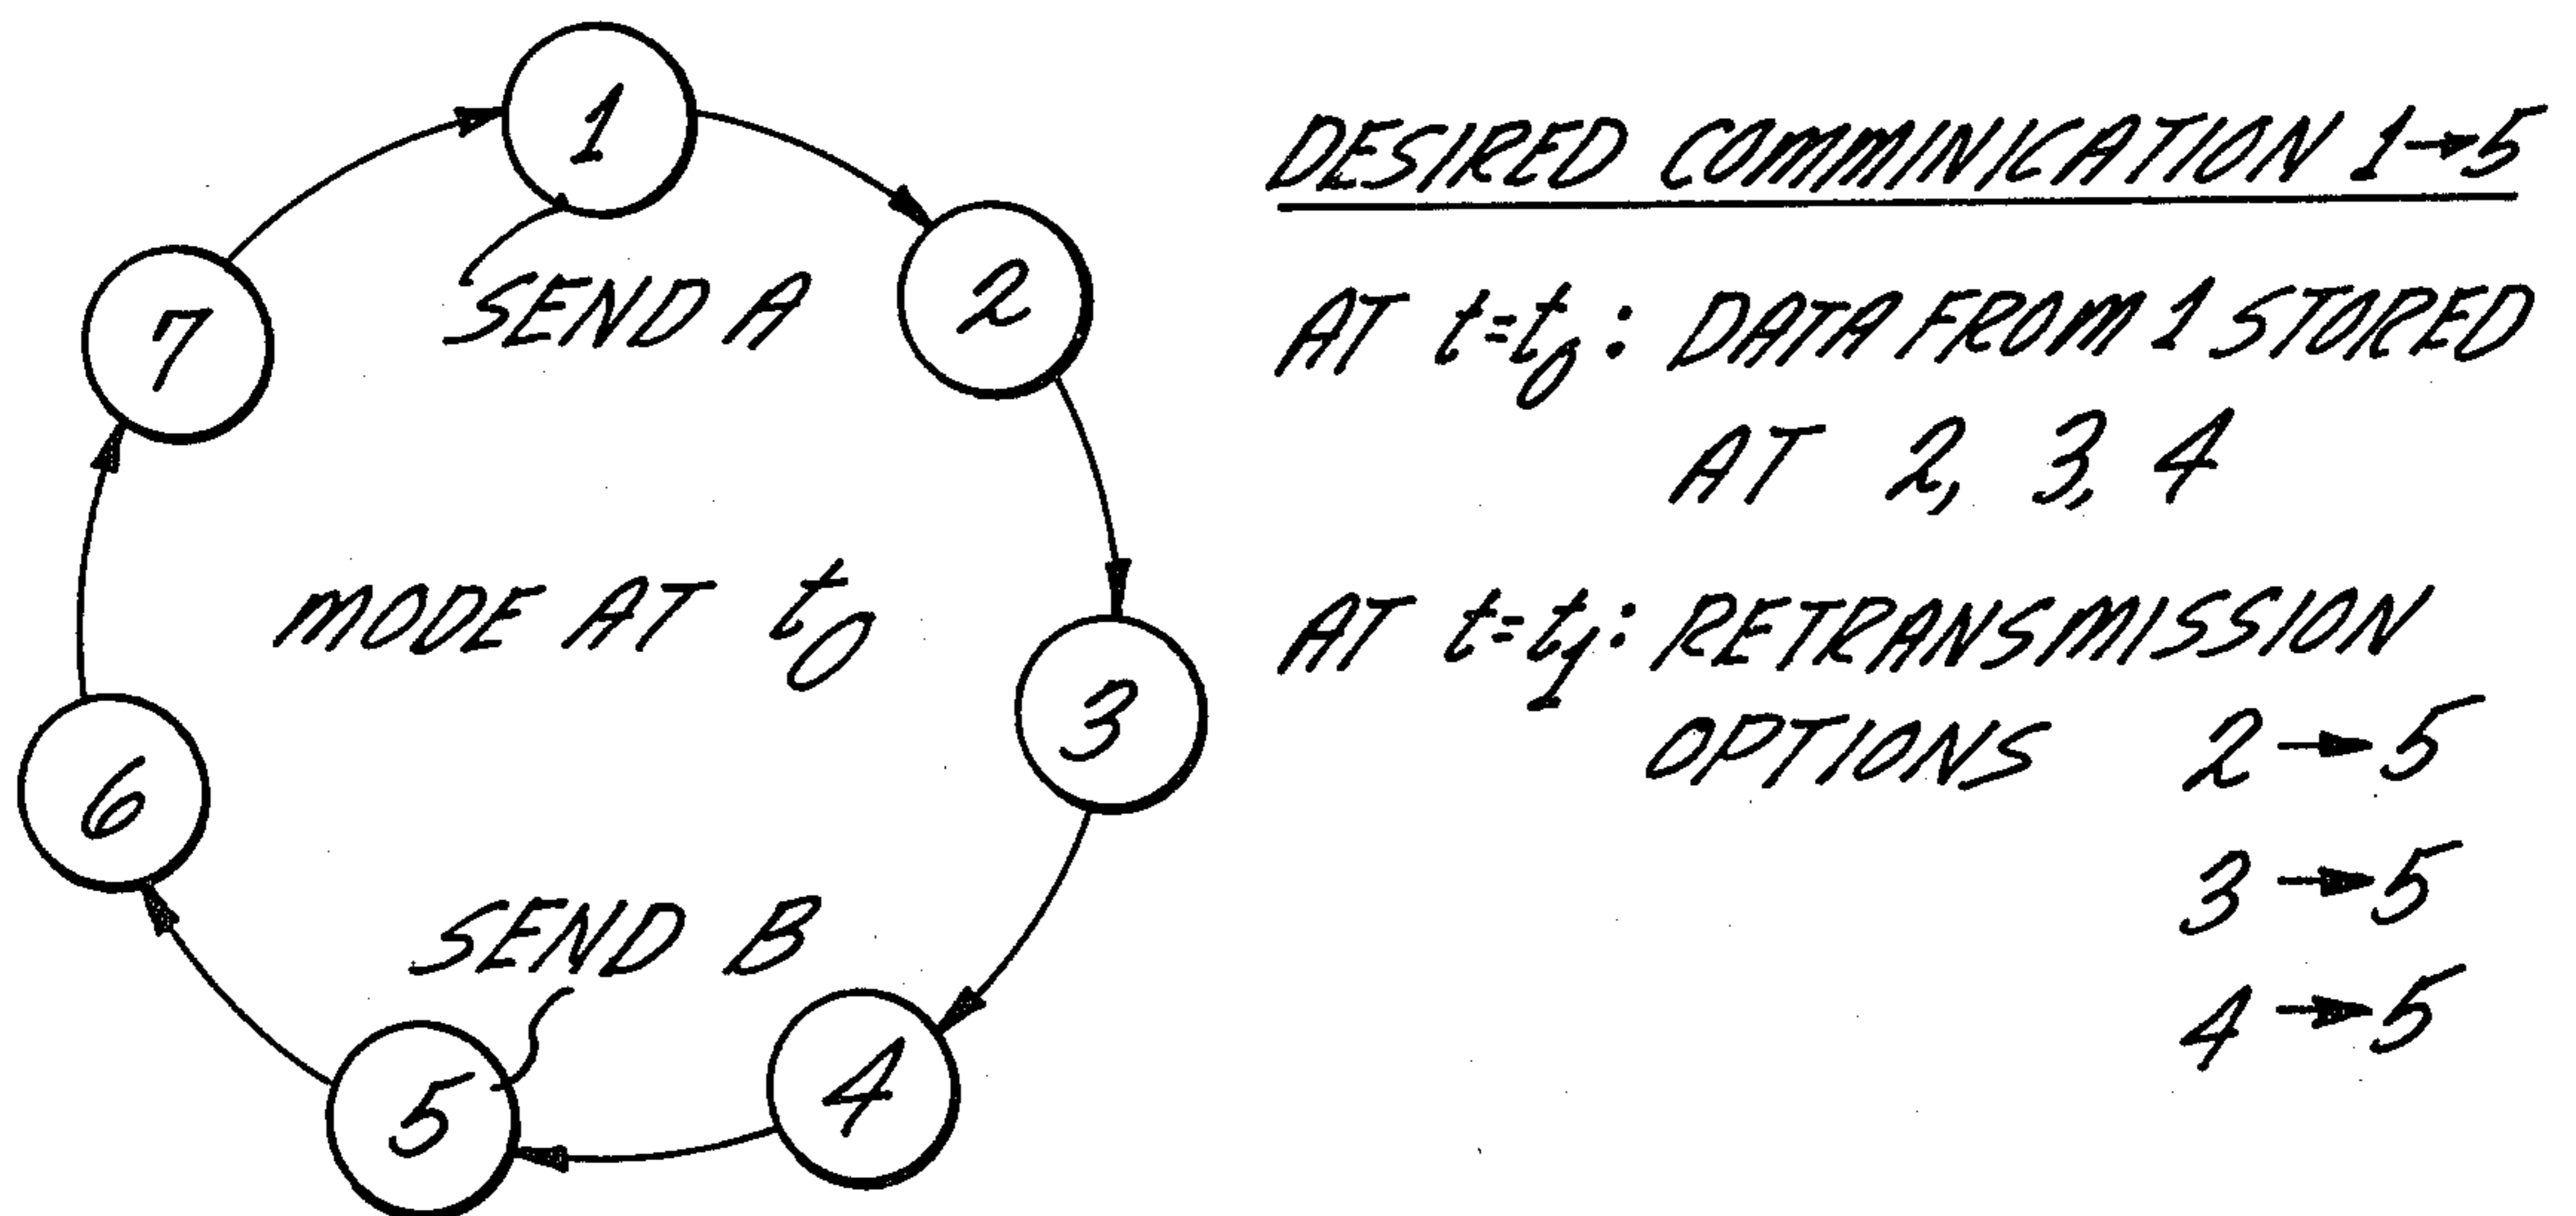 1
SEND A
2
7
MODE AT t₀
3
6
SEND B
4
5
DESIRED COMMINICATION 1→5
AT t=t₀: DATA FROM 1 STORED
AT 2, 3, 4
AT t=t₁: RETRANSMISSION
OPTIONS 2→5
3→5
4→5